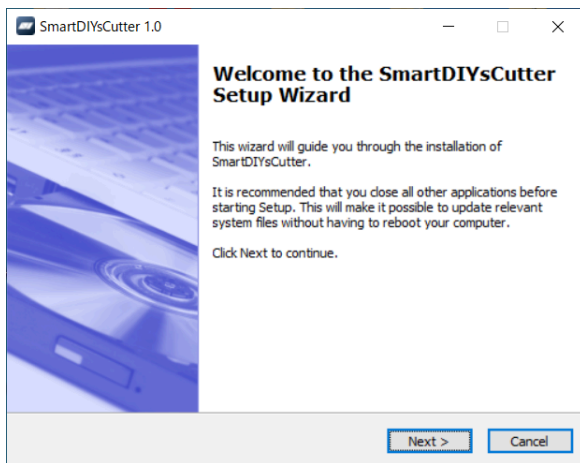 SmartDIYsCutter 1.0
Welcome to the SmartDIYsCutter
Setup Wizard
This wizard will guide you through the installation of
SmartDIYsCutter.
It is recommended that you close all other applications before
starting Setup. This will make it possible to update relevant
system files without having to reboot your computer.
Click Next to continue.
Next >
Cancel